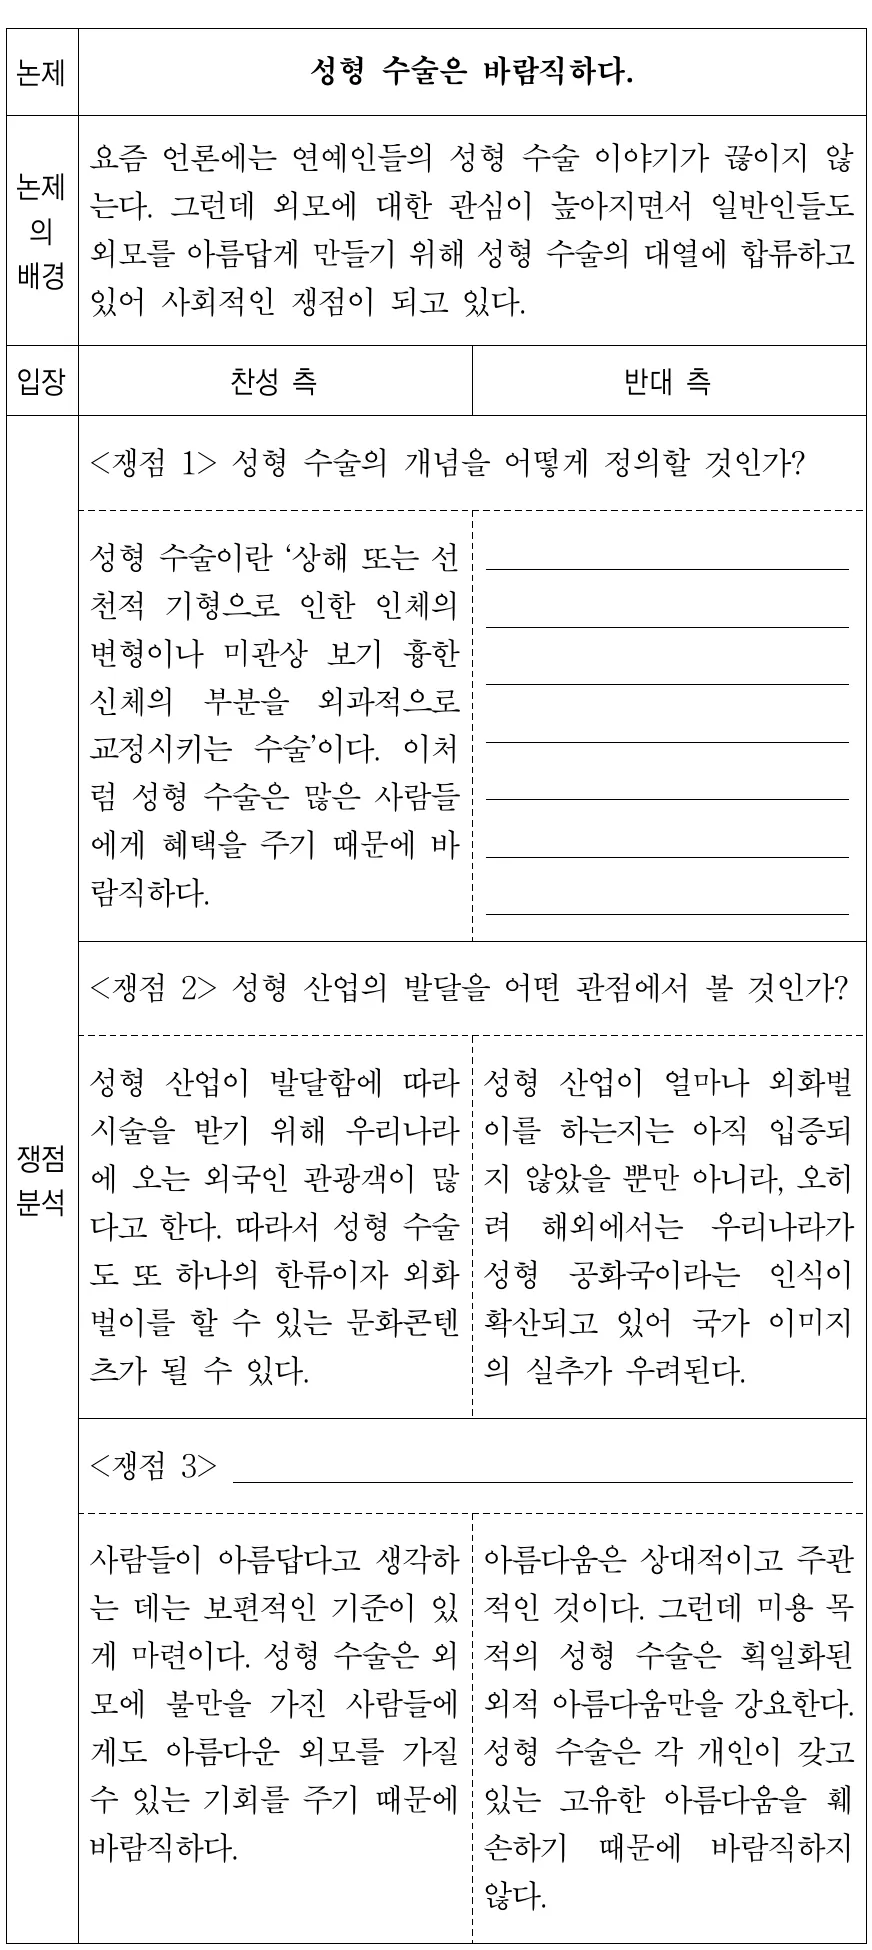 논제
성형 수술은 바람직하다.
논제
의
배경
요즘 언론에는 연예인들의 성형 수술 이야기가 끊이지 않
는다. 그런데 외모에 대한 관심이 높아지면서 일반인들도
외모를 아름답게 만들기 위해 성형 수술의 대열에 합류하고
있어 사회적인 쟁점이 되고 있다.
입장
찬성 측
반대 측
쟁점
분석
<쟁점 1> 성형 수술의 개념을 어떻게 정의할 것인가?
성형 수술이란 ‘상해 또는 선
천적 기형으로 인한 인체의
변형이나 미관상 보기 흉한
신체의 부분을 외과적으로
교정시키는 수술’이다. 이처
럼 성형 수술은 많은 사람들
에게 혜택을 주기 때문에 바
람직하다.
<쟁점 2> 성형 산업의 발달을 어떤 관점에서 볼 것인가?
성형 산업이 발달함에 따라
시술을 받기 위해 우리나라
에 오는 외국인 관광객이 많
다고 한다. 따라서 성형 수술
도 또 하나의 한류이자 외화
벌이를 할 수 있는 문화콘텐
츠가 될 수 있다.
성형 산업이 얼마나 외화벌
이를 하는지는 아직 입증되
지 않았을 뿐만 아니라, 오히
려 해외에서는 우리나라가
성형 공화국이라는 인식이
확산되고 있어 국가 이미지
의 실추가 우려된다.
<쟁점 3>
사람들이 아름답다고 생각하
는 데는 보편적인 기준이 있
게 마련이다. 성형 수술은 외
모에 불만을 가진 사람들에
게도 아름다운 외모를 가질
수 있는 기회를 주기 때문에
바람직하다.
아름다움은 상대적이고 주관
적인 것이다. 그런데 미용 목
적의 성형 수술은 획일화된
외적 아름다움만을 강요한다.
성형 수술은 각 개인이 갖고
있는 고유한 아름다움을 훼
손하기 때문에 바람직하지
않다.